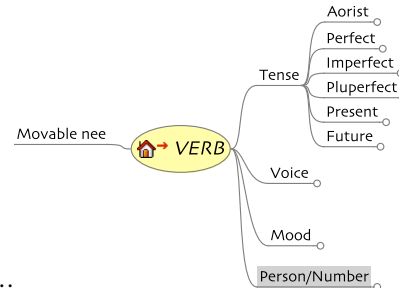 Aorist
Perfect
Imperfect
Tense
Pluperfect
Present
Future
Movable nee
VERB
Voice
Mood
Person/Number
..